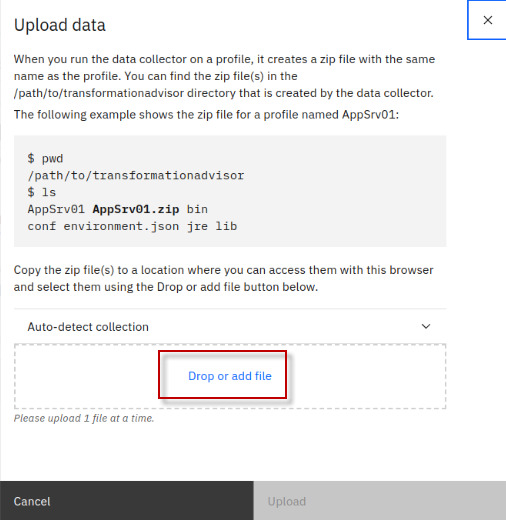 Upload data
When you run the data collector on a profile, it creates a zip file with the same
name as the profile. You can find the zip file(s) in the
/path/to/transformationadvisor directory that is created by the data collector.
The following example shows the zip file for a profile named AppSrv01:
$ pwd
/path/to/transformationadvisor
$ ls
AppSrv01 AppSrv01.zip bin
conf environment.json jre lib
Copy the zip file(s) to a location where you can access them with this browser
and select them using the Drop or add file button below.
Auto-detect collection
Drop or add file
Please upload 1 file at a time.
Cancel
Upload